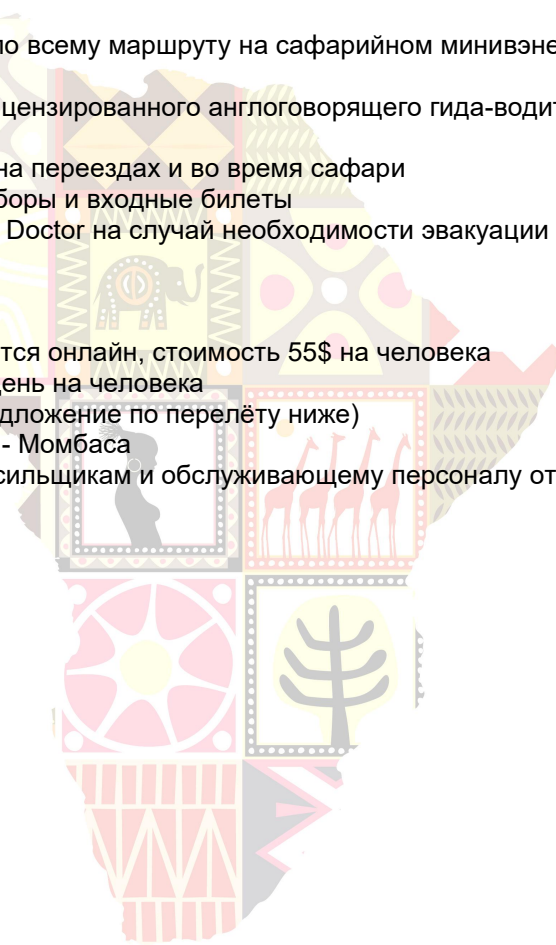 по всему маршруту на сафарийном минивэне
цензированного англоговорящего гида-водит
на переездах и во время сафари
боры и входные билеты
Doctor на случай необходимости эвакуации
тся онлайн, стоимость 55$ на человека
день на человека
дложение по перелёту ниже)
- Момбаса
сильщикам и обслуживающему персоналу от